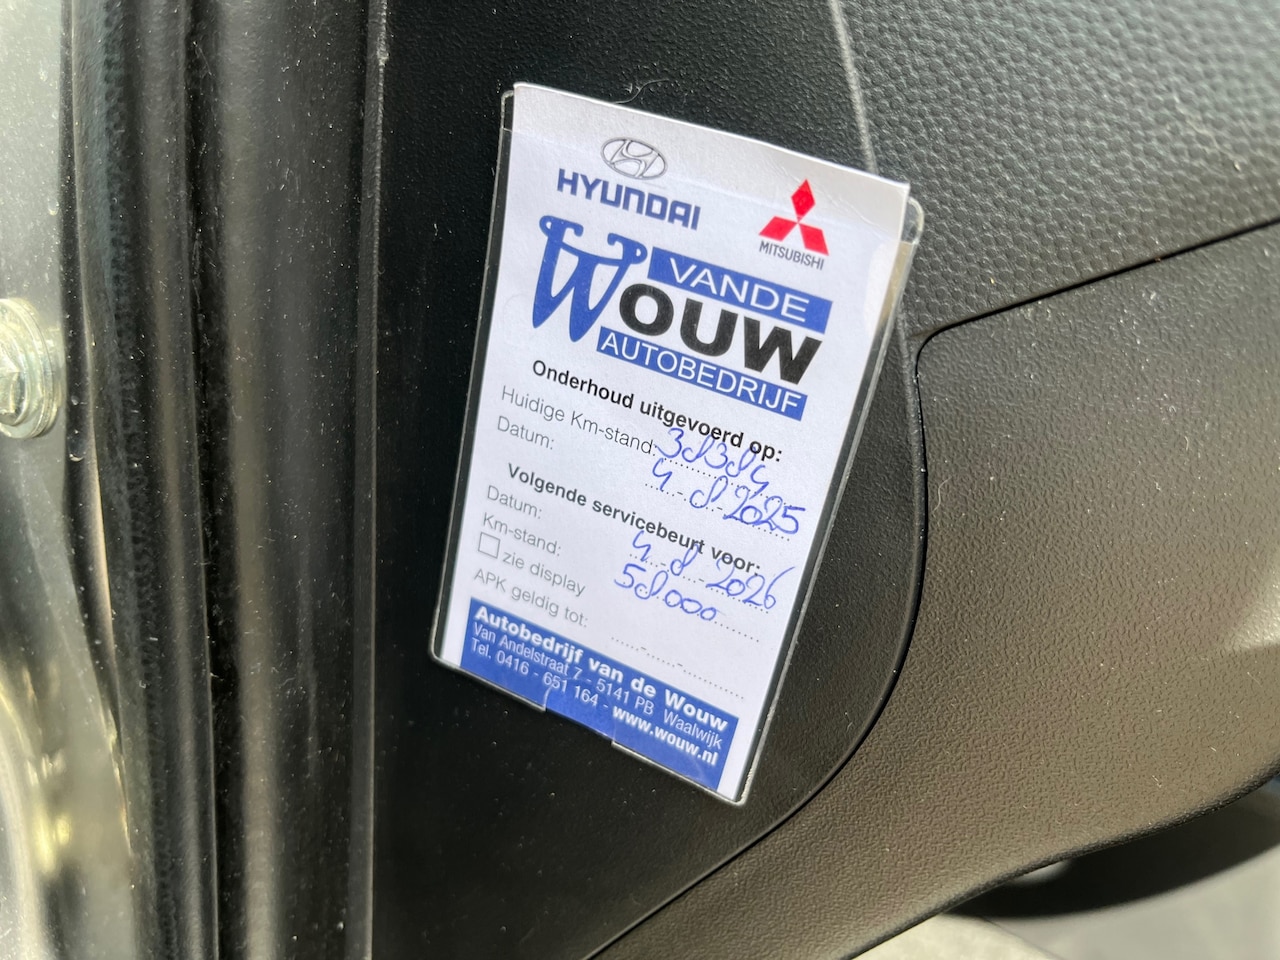 HYUNDAI
MITSUBISHI
VANDE
WOUW
AUTOBEDRIJF
Onderhoud uitgevoerd op:
Huidige Km-stand: 38384
Datum: 4-8-2025
Volgende servicebeurt voor:
Datum: 4-8-2026
Km-stand: 58.000
zie display
APK geldig tot:
Autobedrijf van de Wouw
Van Andelstraat 7 - 5141 PB Waalwijk
Tel. 0416 - 651 164 - www.wouw.nl